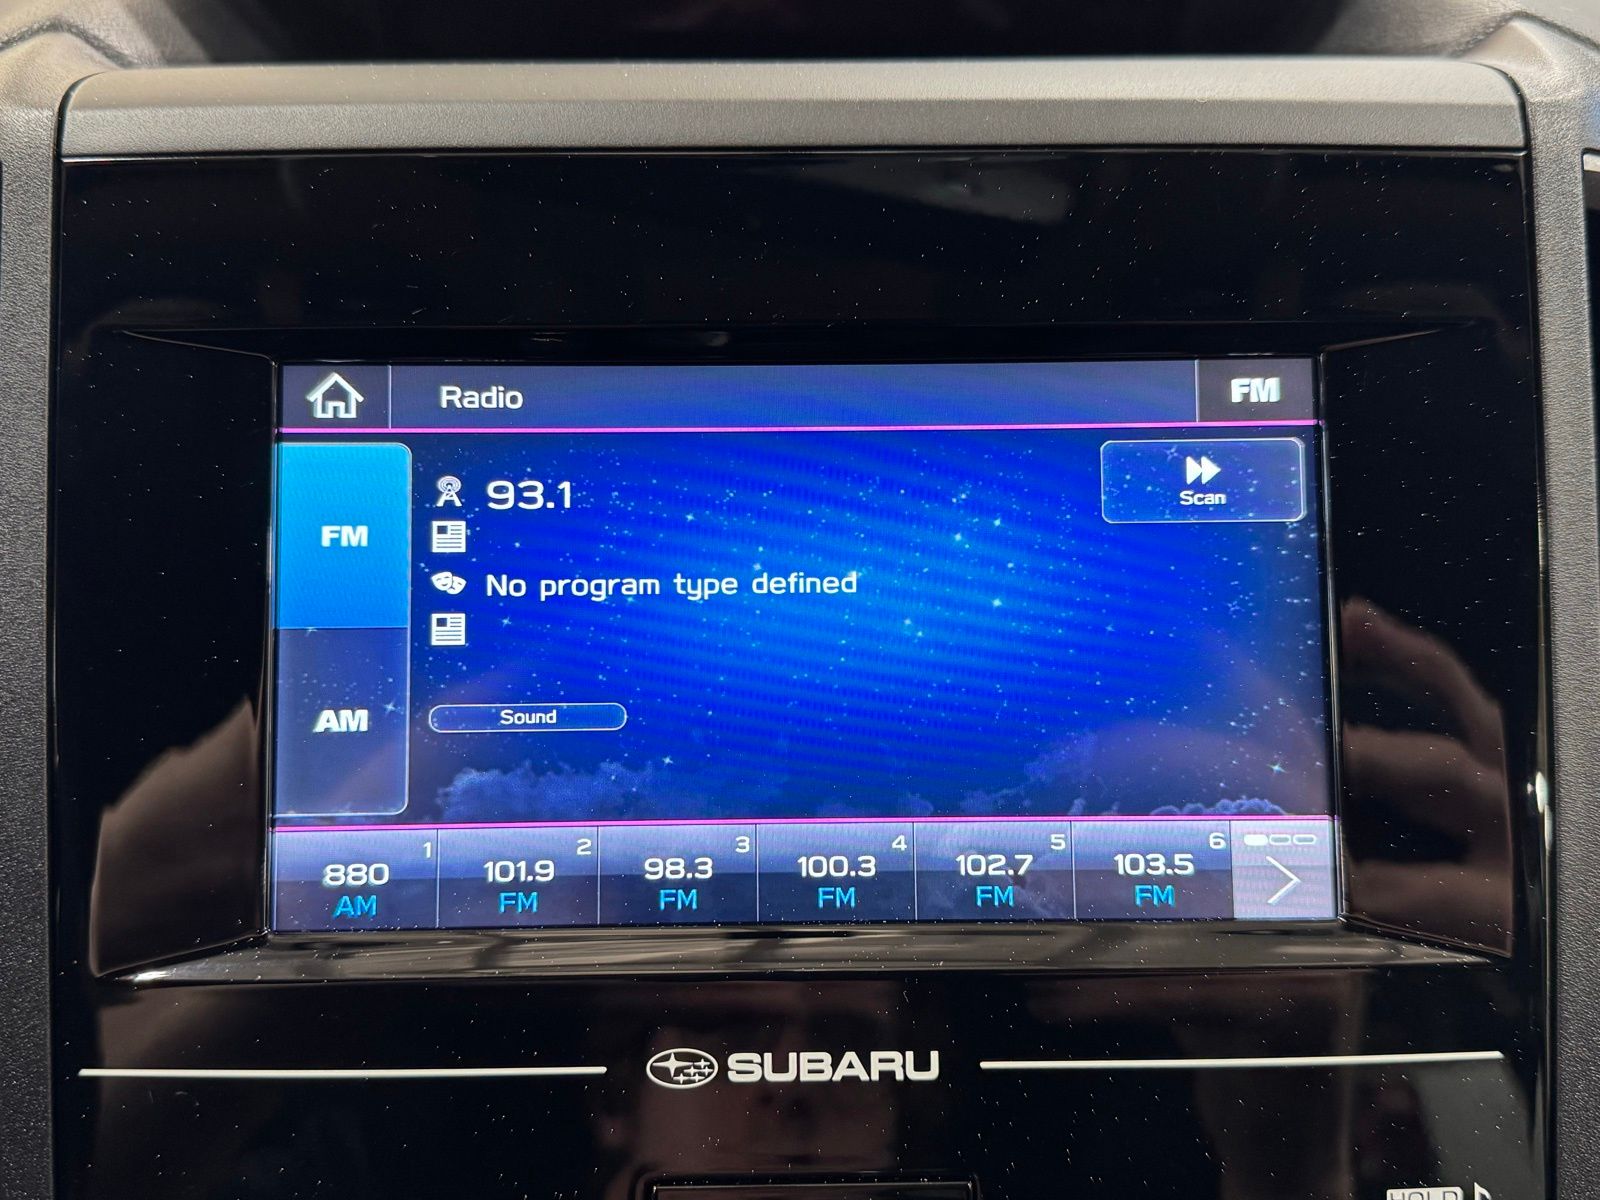 Radio
FM
FM
93.1
Scan
No program type defined
AM
Sound
1 2 3 4 5 6
880 101.9 98.3 100.3 102.7 103.5
AM FM FM FM FM FM
SUBARU
HOLD